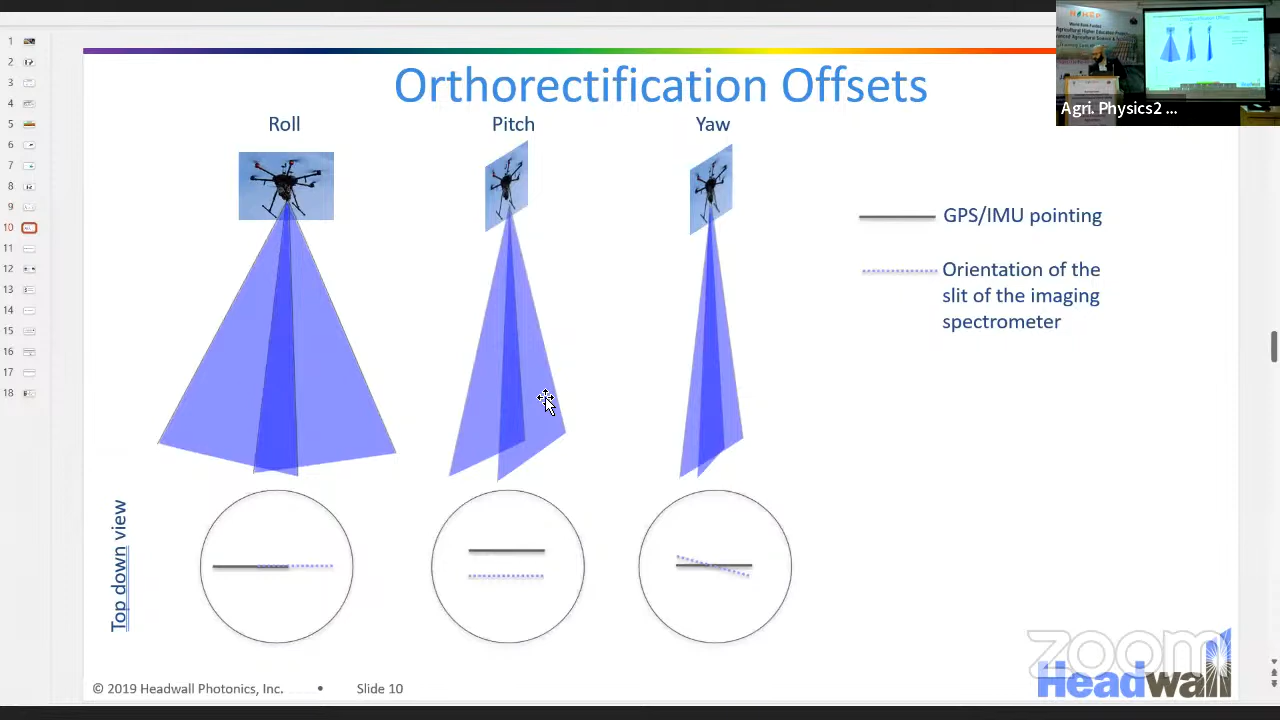 Orthorectification Offsets
Roll
Pitch
Yaw
GPS/IMU pointing
Orientation of the
slit of the imaging
spectrometer
Top down view
© 2019 Headwall Photonics, Inc. • Slide 10
zoom
Headwall
Agri. Physics2 ...
1
2
3
4
5
6
7
8
9
10
11
12
13
14
15
16
17
18